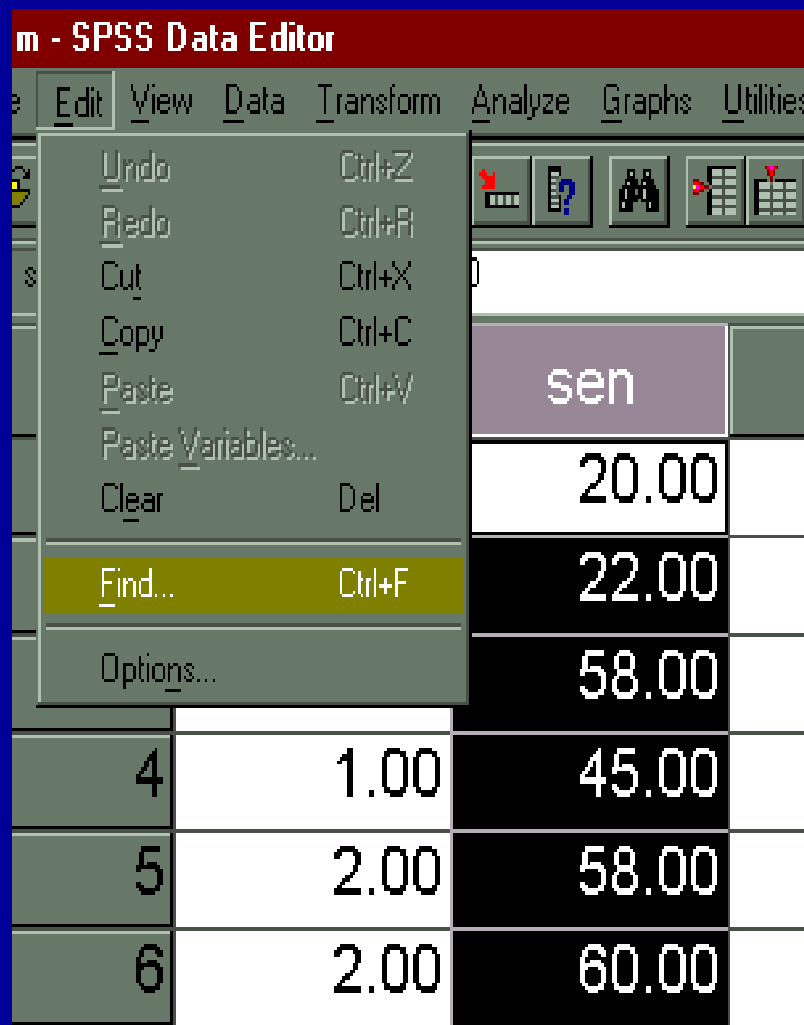 m - SPSS Data Editor
e Edit View Data Transform Analyze Graphs Utilities
Undo Ctrl+Z
Redo Ctrl+R
s
Cut Ctrl+X
0
Copy Ctrl+C
Paste Ctrl+V
sen
Paste Variables...
Clear Del
20.00
Find... Ctrl+F
22.00
Options...
58.00
4 1.00 45.00
5 2.00 58.00
6 2.00 60.00